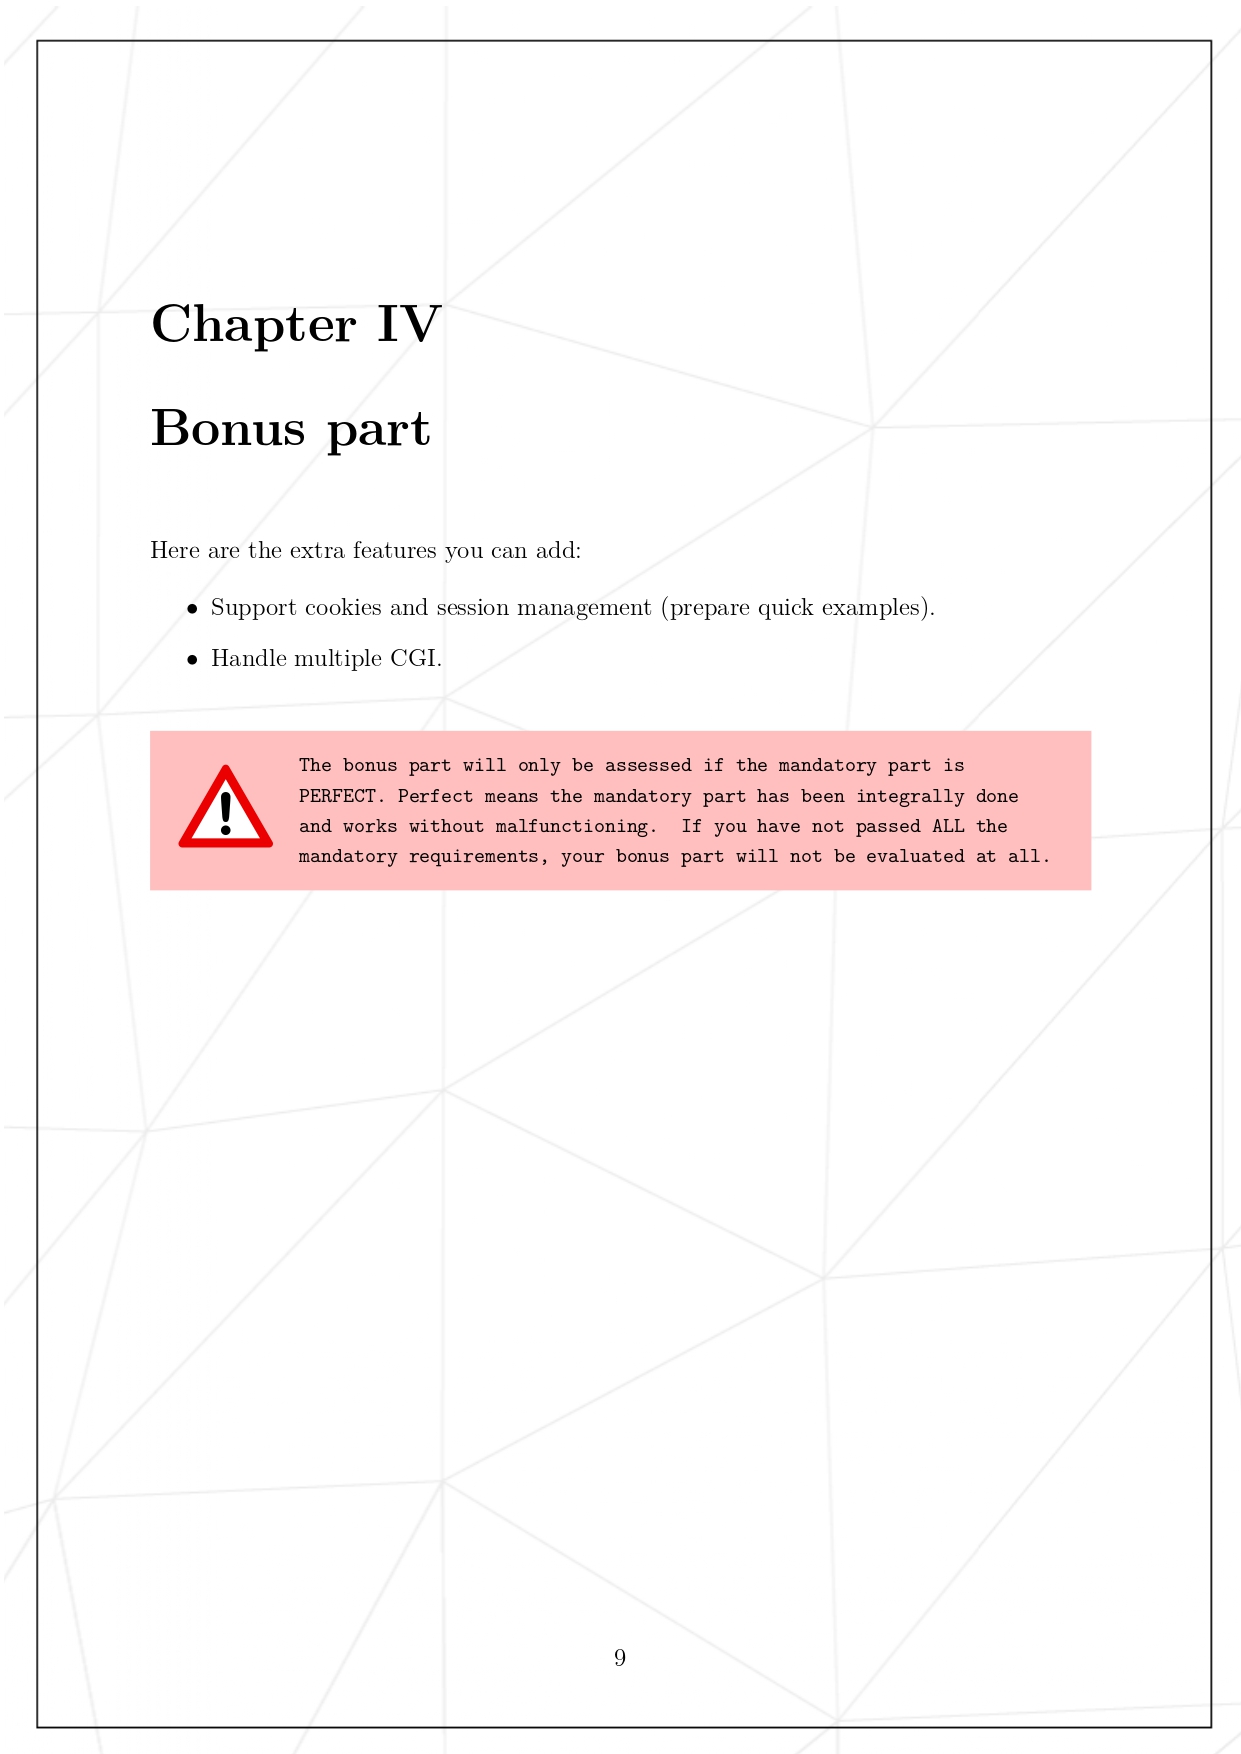 Chapter IV
Bonus part
Here are the extra features you can add:
• Support cookies and session management (prepare quick examples).
• Handle multiple CGI.
The bonus part will only be assessed if the mandatory part is
PERFECT. Perfect means the mandatory part has been integrally done
and works without malfunctioning. If you have not passed ALL the
mandatory requirements, your bonus part will not be evaluated at all.
9